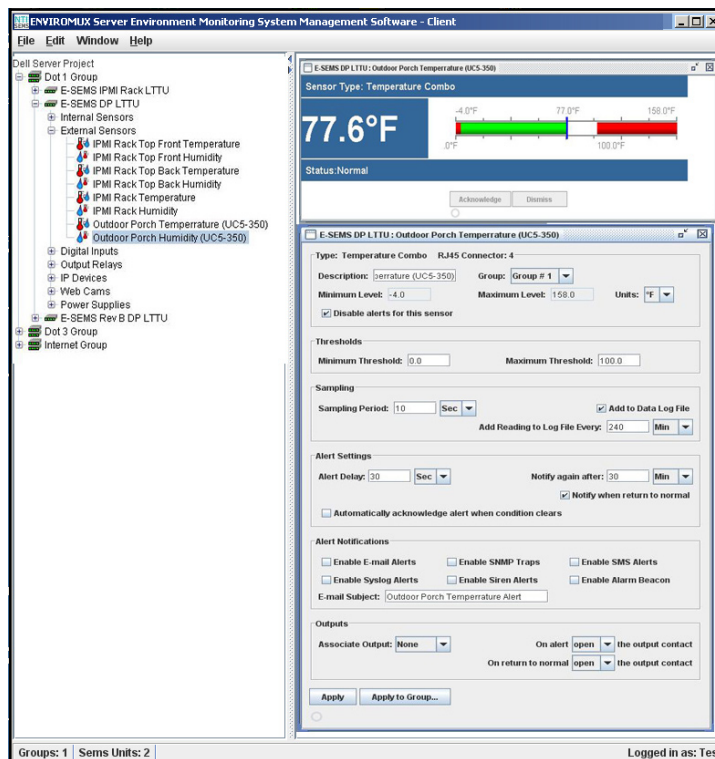 NTI SEMS ENVIROMUX Server Environment Monitoring System Management Software - Client
File Edit Window Help
Dell Server Project
Dot 1 Group
E-SEMS IPMI Rack LTTU
E-SEMS DP LTTU
Internal Sensors
External Sensors
IPMI Rack Top Front Temperature
IPMI Rack Top Front Humidity
IPMI Rack Top Back Temperature
IPMI Rack Top Back Humidity
IPMI Rack Temperature
IPMI Rack Humidity
Outdoor Porch Temperrature (UC5-350)
Outdoor Porch Humidity (UC5-350)
Digital Inputs
Output Relays
IP Devices
Web Cams
Power Supplies
E-SEMS Rev B DP LTTU
Dot 3 Group
Internet Group
E-SEMS DP LTTU: Outdoor Porch Temperrature (UC5-350)
Sensor Type: Temperature Combo
77.6°F
-4.0°F 77.0°F 158.0°F
.0°F 100.0°F
Status:Normal
Acknowledge Dismiss
E-SEMS DP LTTU : Outdoor Porch Temperrature (UC5-350)
Type: Temperature Combo RJ45 Connector: 4
Description: perrature (UC5-350) Group: Group # 1
Minimum Level: -4.0 Maximum Level: 158.0 Units: °F
Disable alerts for this sensor
Thresholds
Minimum Threshold: 0.0 Maximum Threshold: 100.0
Sampling
Sampling Period: 10 Sec Add to Data Log File
Add Reading to Log File Every: 240 Min
Alert Settings
Alert Delay: 30 Sec Notify again after: 30 Min
Notify when return to normal
Automatically acknowledge alert when condition clears
Alert Notifications
Enable E-mail Alerts Enable SNMP Traps Enable SMS Alerts
Enable Syslog Alerts Enable Siren Alerts Enable Alarm Beacon
E-mail Subject: Outdoor Porch Temperrature Alert
Outputs
Associate Output: None On alert open the output contact
On return to normal open the output contact
Apply Apply to Group...
Groups: 1 Sems Units: 2 Logged in as: Tes